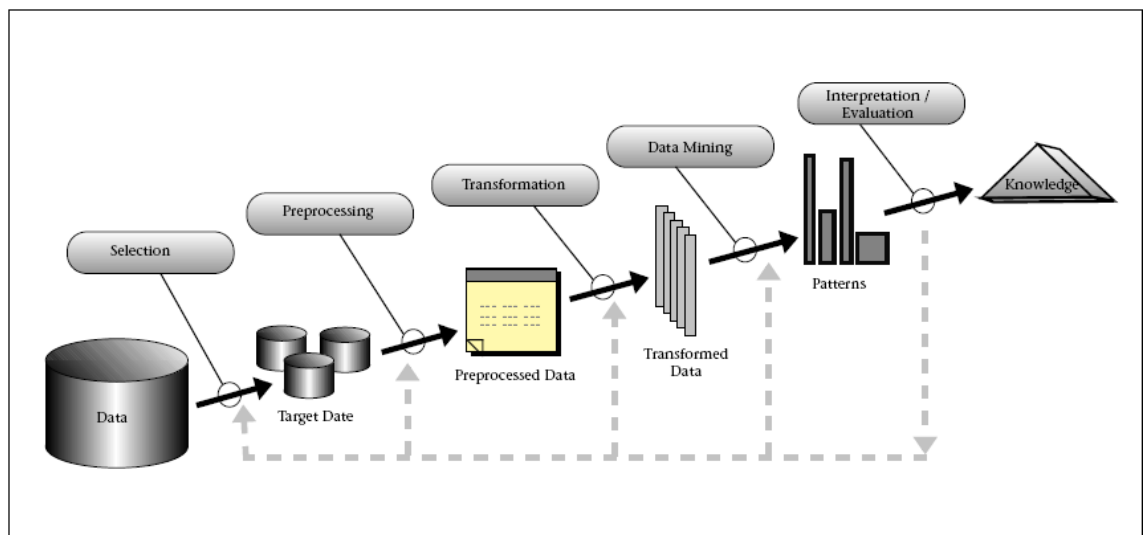 Interpretation /
Evaluation
Data Mining
Transformation
Preprocessing
Selection
Knowledge
Patterns
Transformed
Data
Preprocessed Data
Target Date
Data